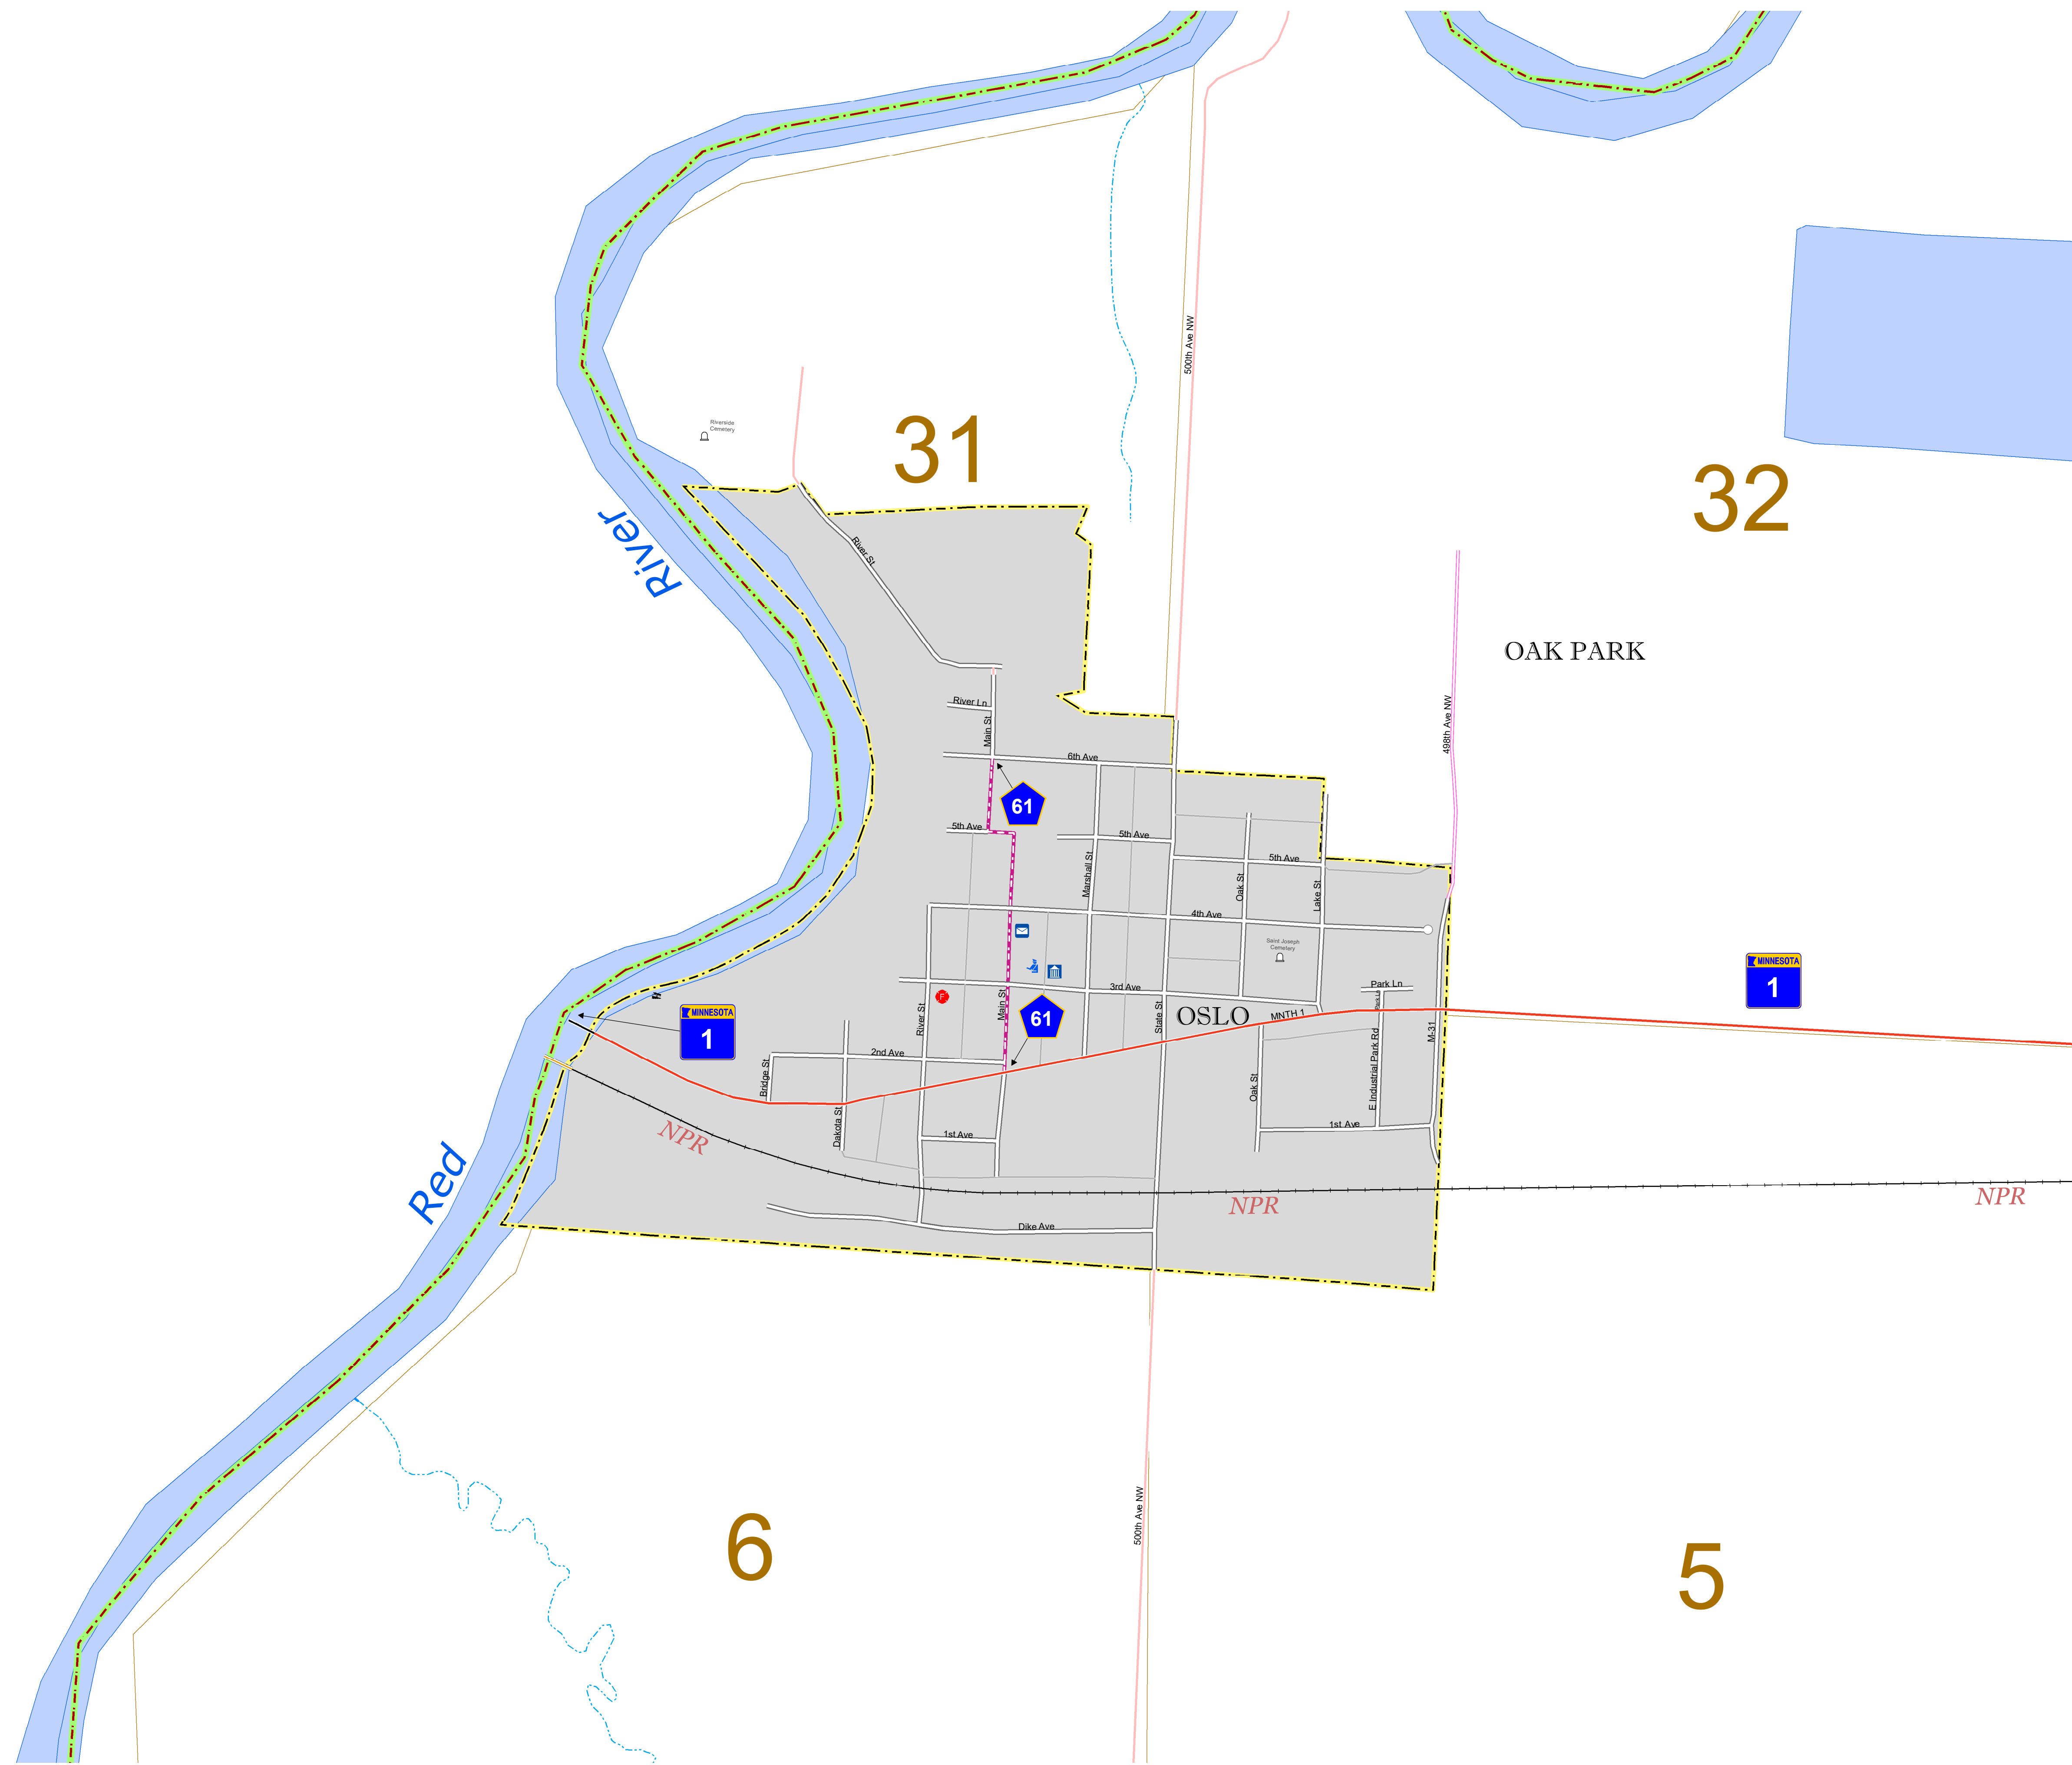 500th Ave NW
Riverside
Cemetery
31
32
River
River St
OAK PARK
498th Ave NW
River Ln
Main St
6th Ave
61
5th Ave
5th Ave
5th Ave
Marshall St
Oak St
Lake St
4th Ave
Saint Joseph
Cemetery
MINNESOTA
1
3rd Ave
Park Ln
Park Ln
F
River St
Main St
61
State St
OSLO
MNTH 1
MINNESOTA
1
M-31
E Industrial Park Rd
2nd Ave
Bridge St
Oak St
Dakota St
1st Ave
1st Ave
NPR
Red
NPR
NPR
Dike Ave
500th Ave NW
6
5